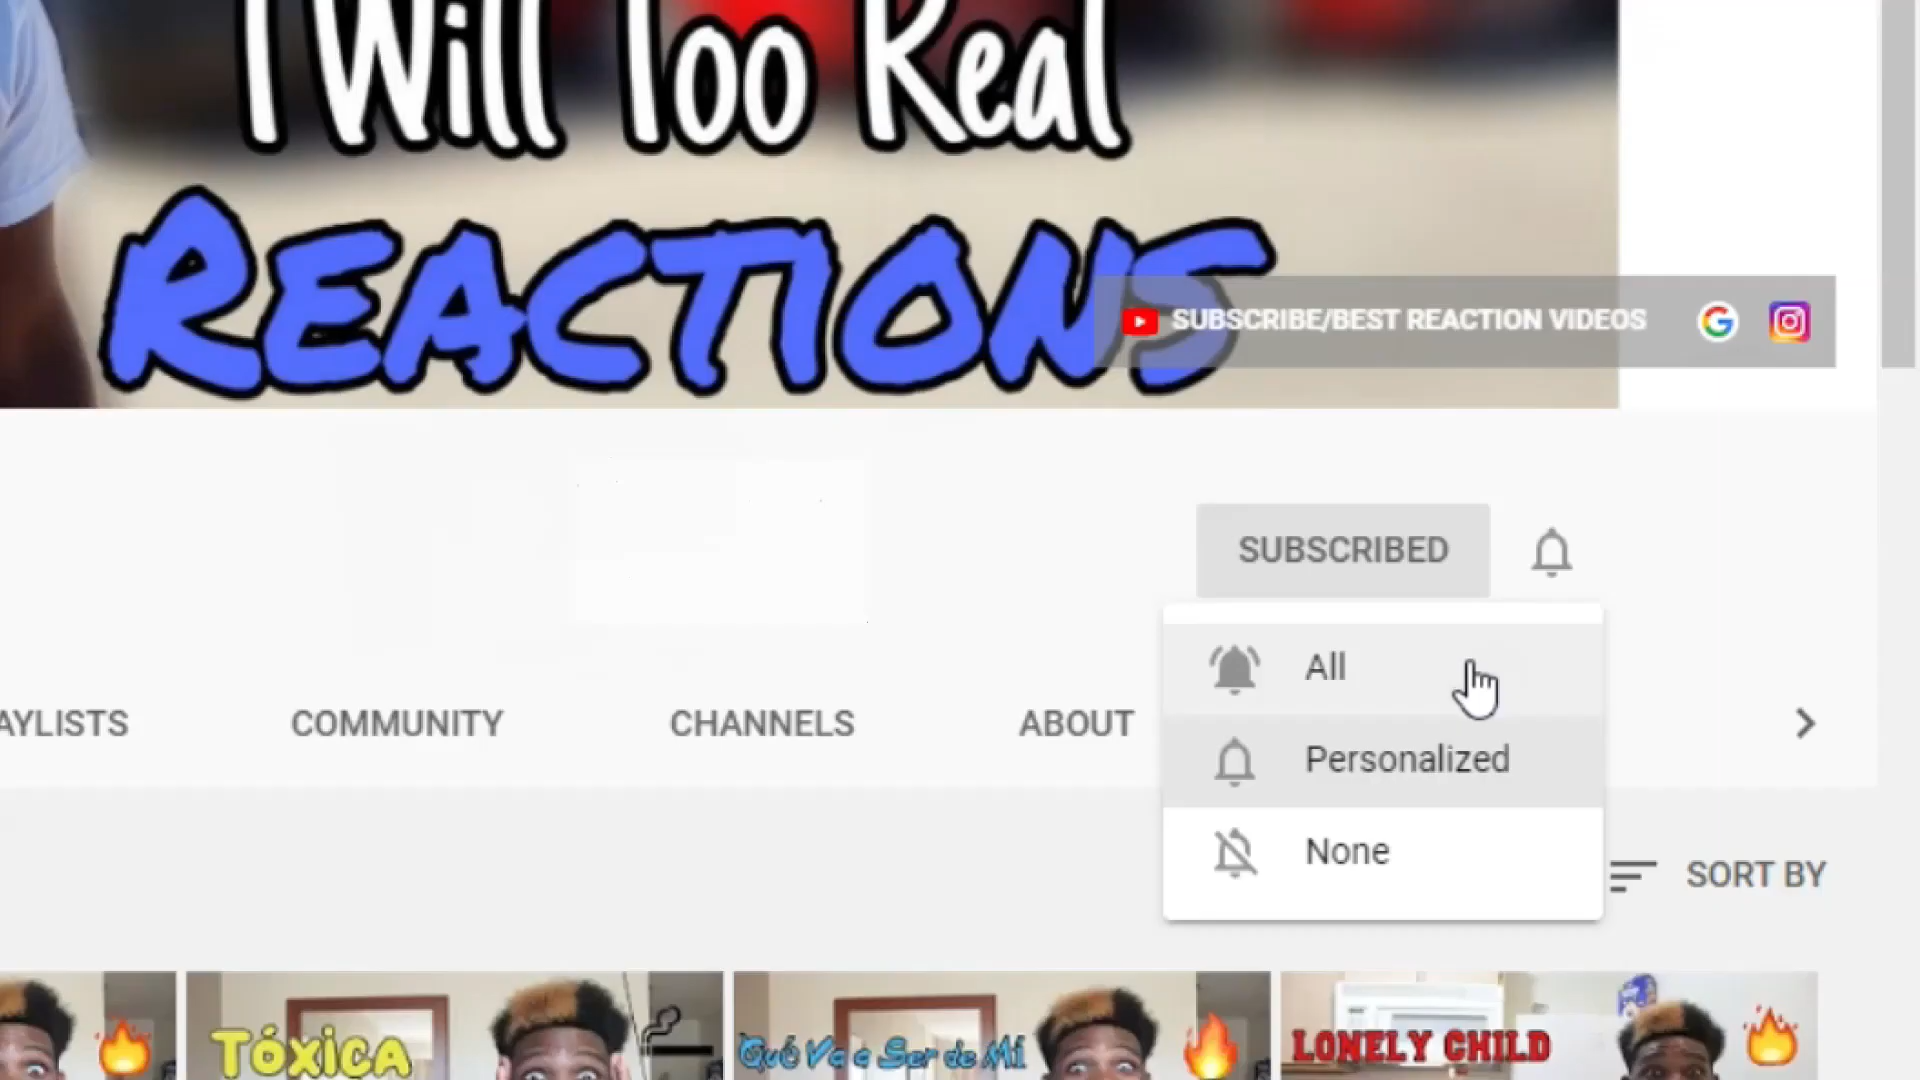 I Will Too Real
REACTIONS
SUBSCRIBE/BEST REACTION VIDEOS
SUBSCRIBED
All
AYLISTS
COMMUNITY
CHANNELS
ABOUT
Personalized
None
SORT BY
TÓXICA
Qué Va a Ser de Mí
LONELY CHILD